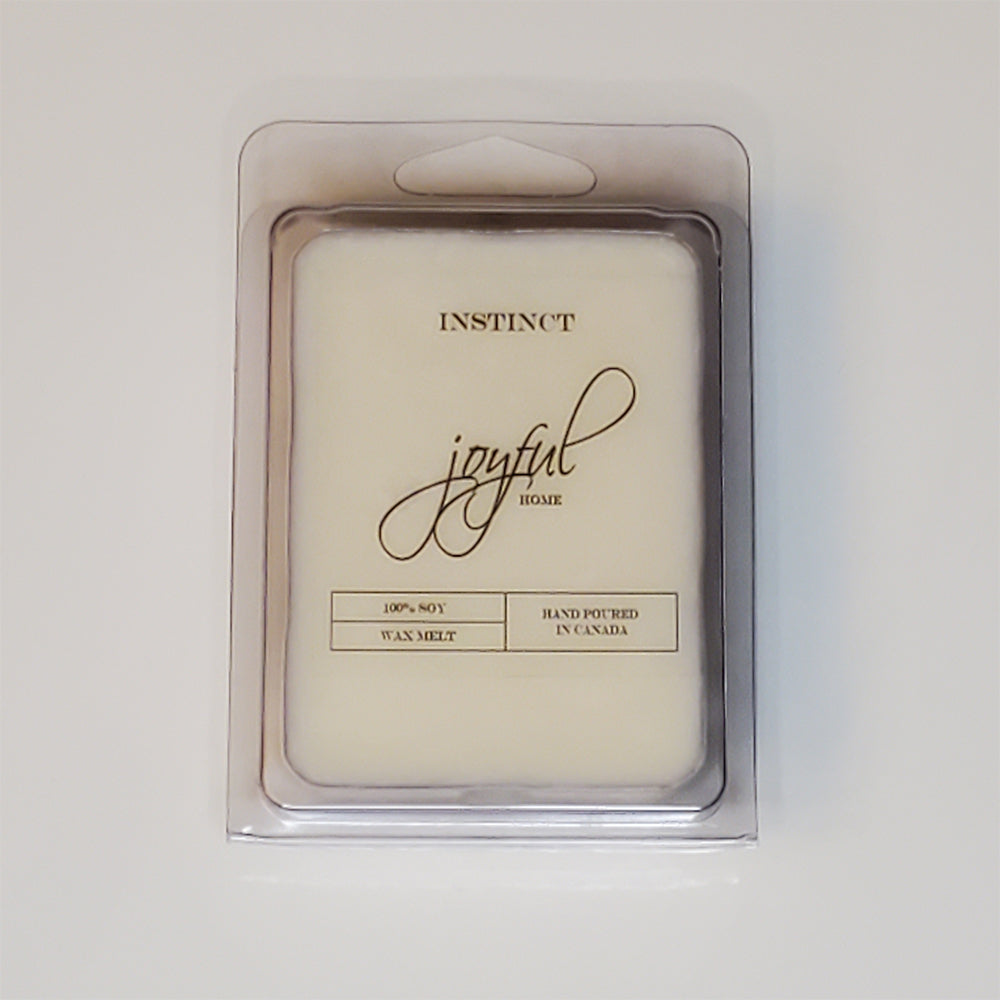 INSTINCT
joyful
HOME
100% SOY
WAX MELT
HAND POURED
IN CANADA